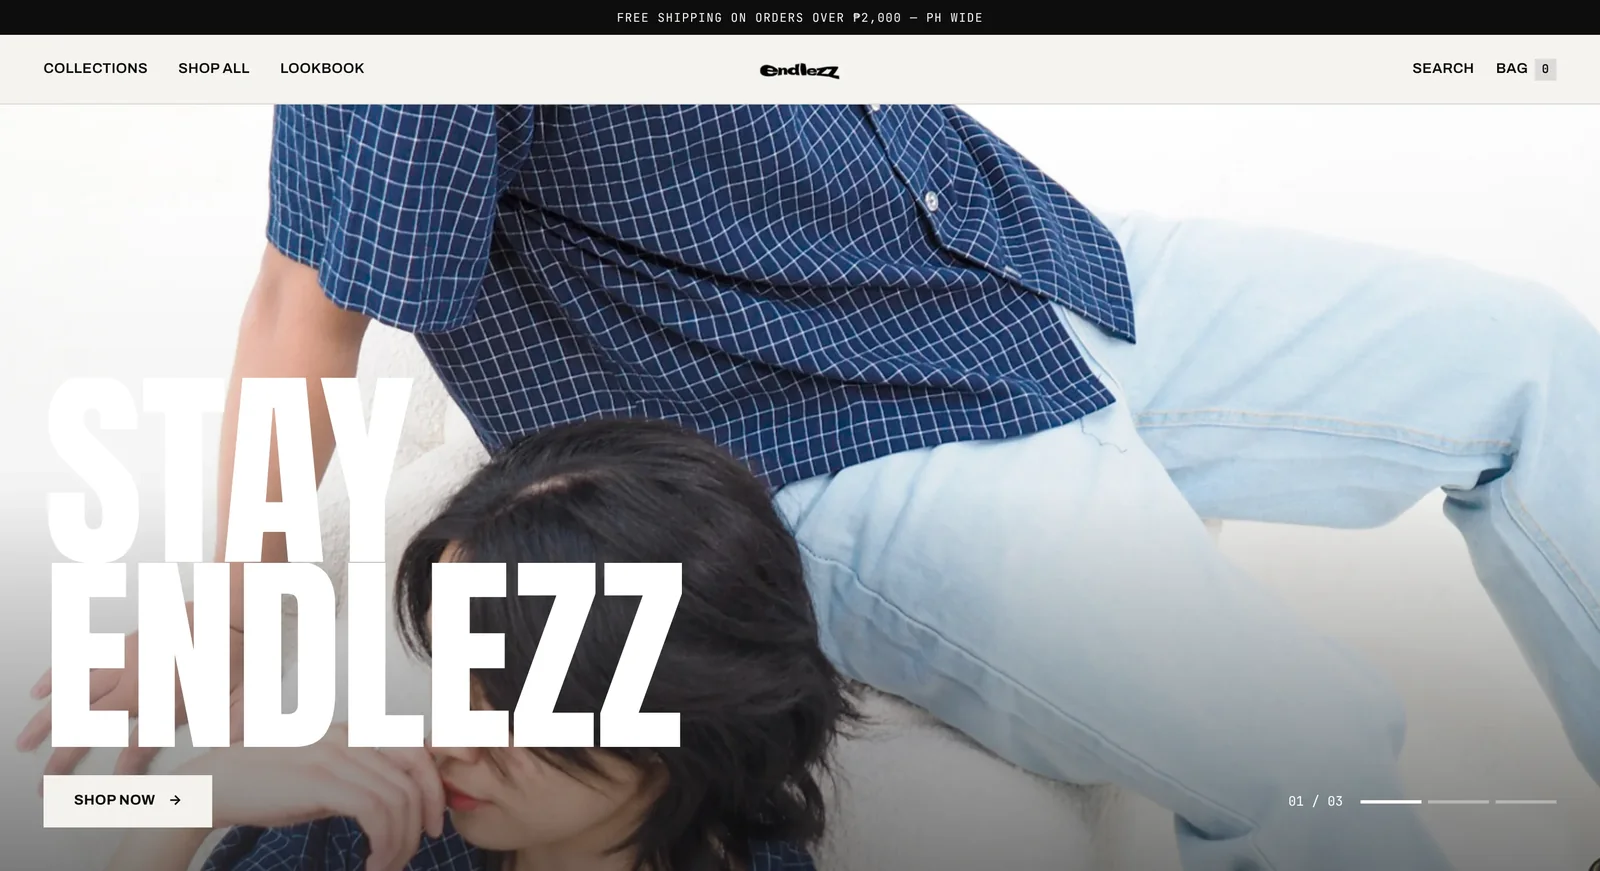 FREE SHIPPING ON ORDERS OVER ₱2,000 — PH WIDE
COLLECTIONS SHOP ALL LOOKBOOK
endlezz
SEARCH BAG 0
STAY
ENDLEZZ
SHOP NOW →
01 / 03